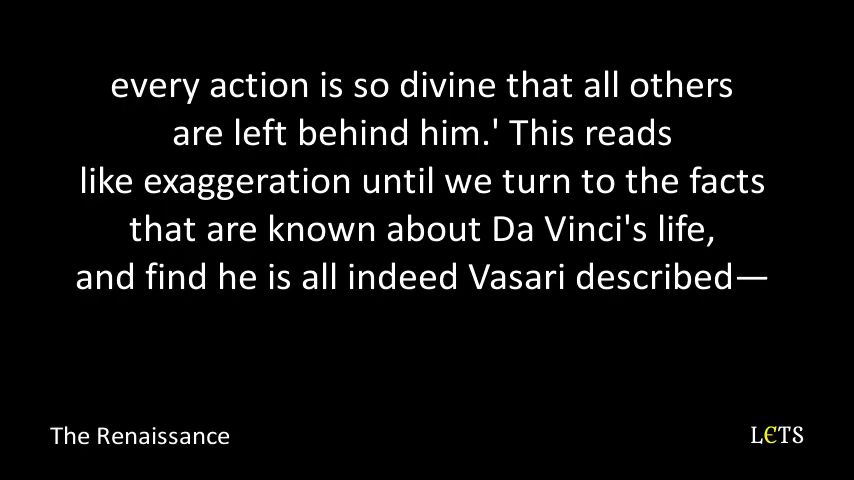 every action is so divine that all others
are left behind him.' This reads
like exaggeration until we turn to the facts
that are known about Da Vinci's life,
and find he is all indeed Vasari described—
The Renaissance
LЄTS